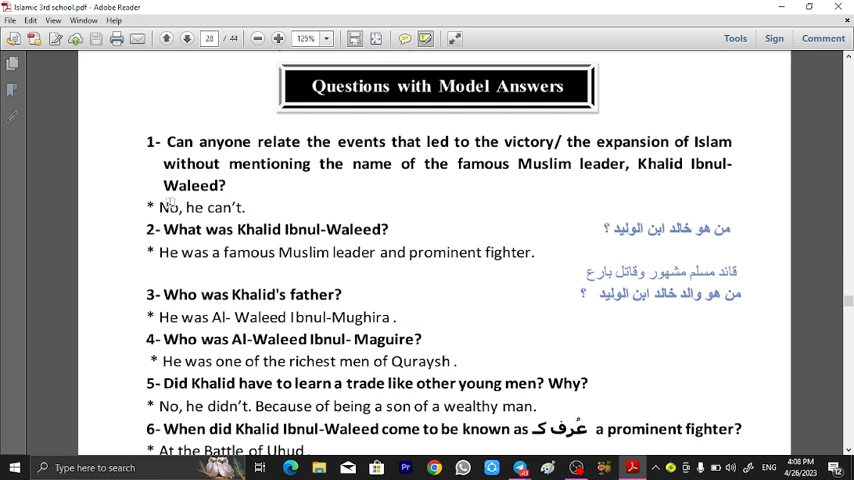 Islamic 3rd school.pdf - Adobe Reader
File Edit View Window Help
28 / 44 125% Tools Sign Comment
Questions with Model Answers
1- Can anyone relate the events that led to the victory/ the expansion of Islam
without mentioning the name of the famous Muslim leader, Khalid Ibnul-
Waleed?
* No, he can't.
2- What was Khalid Ibnul-Waleed? من هو خالد ابن الوليد ؟
* He was a famous Muslim leader and prominent fighter.
قائد مسلم مشهور وقاتل بارع
3- Who was Khalid's father? من هو والد خالد ابن الوليد ؟
* He was Al- Waleed Ibnul-Mughira .
4- Who was Al-Waleed Ibnul- Maguire?
* He was one of the richest men of Quraysh .
5- Did Khalid have to learn a trade like other young men? Why?
* No, he didn't. Because of being a son of a wealthy man.
6- When did Khalid Ibnul-Waleed come to be known as عُرف كـ a prominent fighter?
* At the Battle of Uhud
Type here to search
ENG
4:08 PM
4/26/2023
12